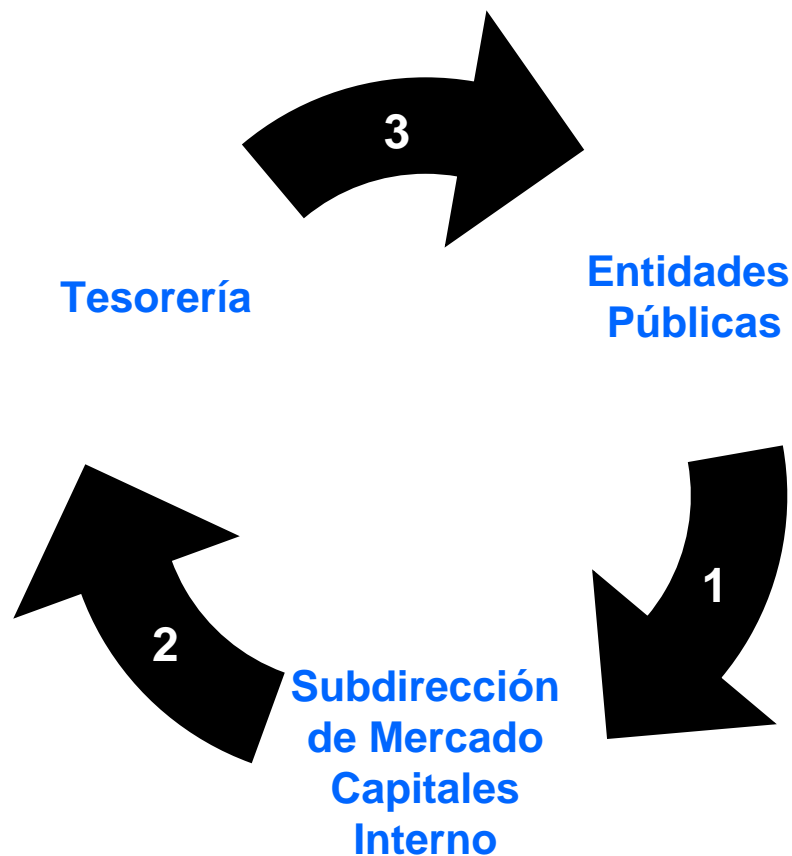 3
Tesorería
Entidades
Públicas
1
2
Subdirección
de Mercado
Capitales
Interno